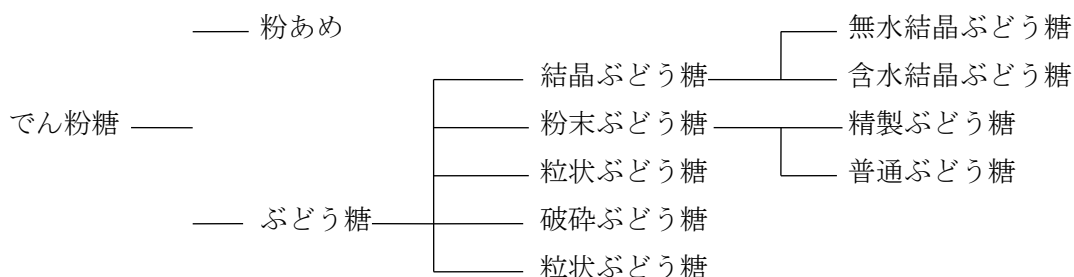 粉あめ
無水結晶ぶどう糖
結晶ぶどう糖
含水結晶ぶどう糖
でん粉糖
粉末ぶどう糖
精製ぶどう糖
粒状ぶどう糖
普通ぶどう糖
ぶどう糖
破砕ぶどう糖
粒状ぶどう糖